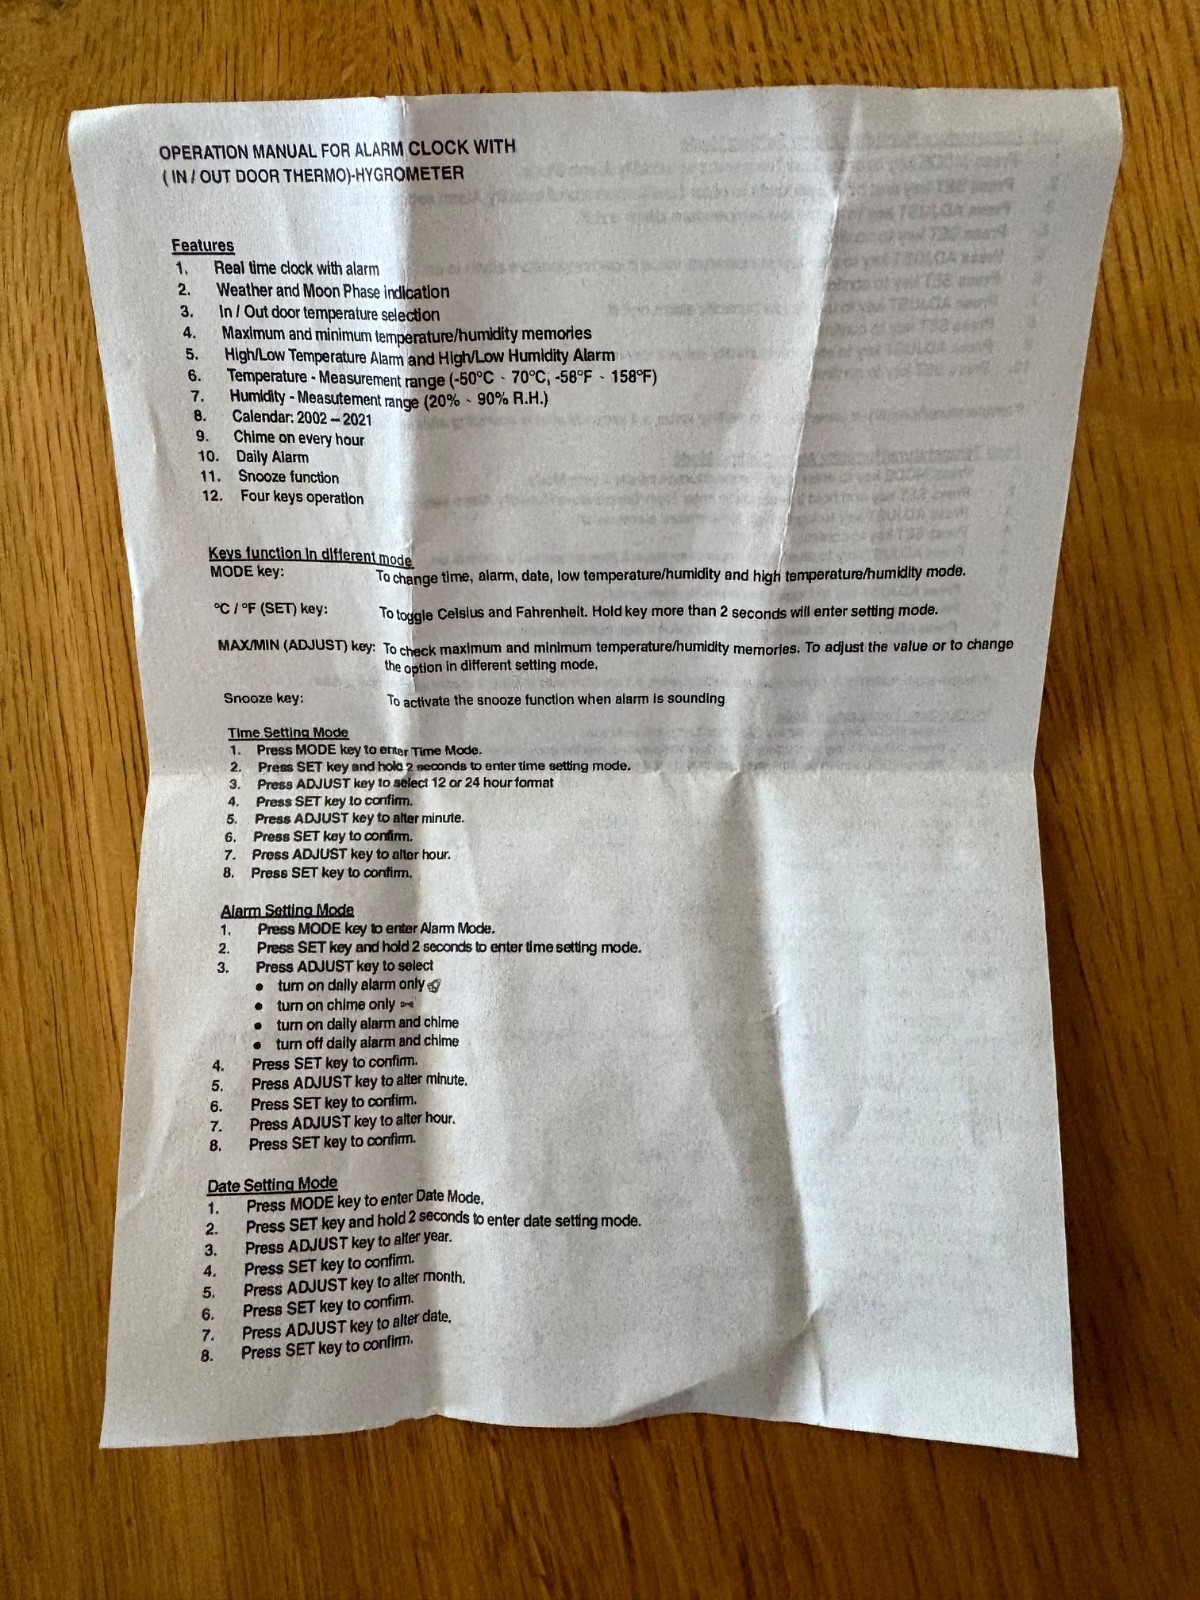 OPERATION MANUAL FOR ALARM CLOCK WITH
( IN / OUT DOOR THERMO)-HYGROMETER
Features
1. Real time clock with alarm
2. Weather and Moon Phase indication
3. In / Out door temperature selection
4. Maximum and minimum temperature/humidity memories
5. High/Low Temperature Alarm and High/Low Humidity Alarm
6. Temperature - Measurement range (-50°C ~ 70°C, -58°F ~ 158°F)
7. Humidity - Measutement range (20% ~ 90% R.H.)
8. Calendar: 2002 – 2021
9. Chime on every hour
10. Daily Alarm
11. Snooze function
12. Four keys operation
Keys function in different mode
MODE key: To change time, alarm, date, low temperature/humidity and high temperature/humidity mode.
°C / °F (SET) key: To toggle Celsius and Fahrenheit. Hold key more than 2 seconds will enter setting mode.
MAX/MIN (ADJUST) key: To check maximum and minimum temperature/humidity memories. To adjust the value or to change
the option in different setting mode.
Snooze key: To activate the snooze function when alarm is sounding
Time Setting Mode
1. Press MODE key to enter Time Mode.
2. Press SET key and hold 2 seconds to enter time setting mode.
3. Press ADJUST key to select 12 or 24 hour format
4. Press SET key to confirm.
5. Press ADJUST key to alter minute.
6. Press SET key to confirm.
7. Press ADJUST key to alter hour.
8. Press SET key to confirm.
Alarm Setting Mode
1. Press MODE key to enter Alarm Mode.
2. Press SET key and hold 2 seconds to enter time setting mode.
3. Press ADJUST key to select
● turn on daily alarm only
● turn on chime only
● turn on daily alarm and chime
● turn off daily alarm and chime
4. Press SET key to confirm.
5. Press ADJUST key to alter minute.
6. Press SET key to confirm.
7. Press ADJUST key to alter hour.
8. Press SET key to confirm.
Date Setting Mode
1. Press MODE key to enter Date Mode.
2. Press SET key and hold 2 seconds to enter date setting mode.
3. Press ADJUST key to alter year.
4. Press SET key to confirm.
5. Press ADJUST key to alter month.
6. Press SET key to confirm.
7. Press ADJUST key to alter date.
8. Press SET key to confirm.